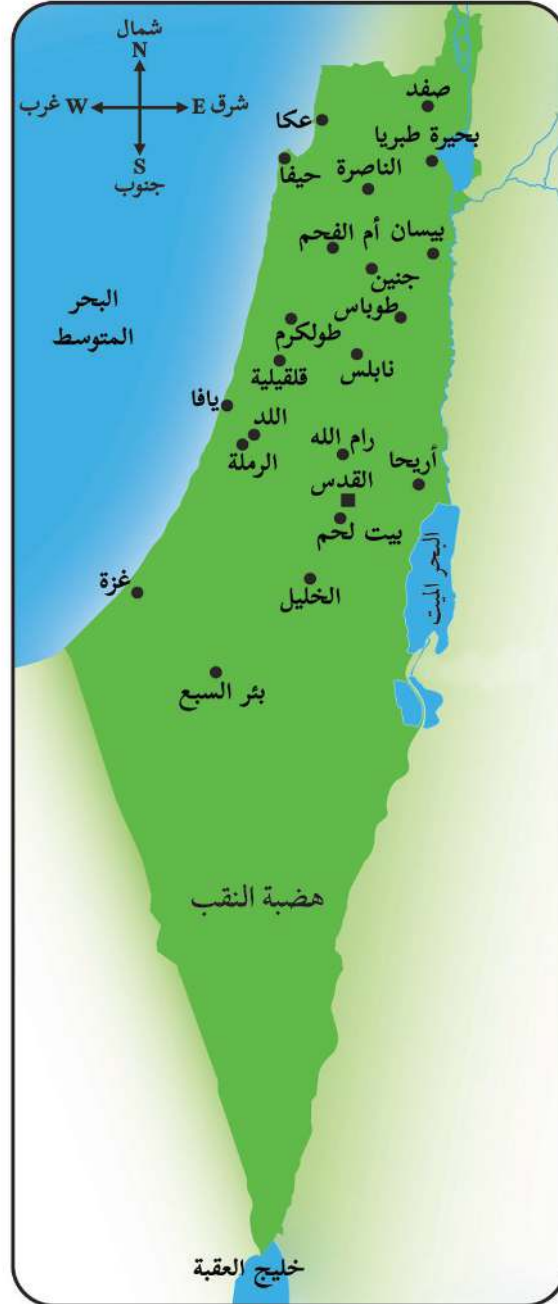 شمال
N
غرب W E شرق
S
جنوب
صفد
عكا
بحيرة طبريا
حيفا
الناصرة
بيسان
أم الفحم
جنين
طوباس
طولكرم
نابلس
قلقيلية
البحر
المتوسط
يافا
اللد
الرملة
رام الله
أريحا
القدس
بيت لحم
البحر الميت
غزة
الخليل
بئر السبع
هضبة النقب
خليج العقبة